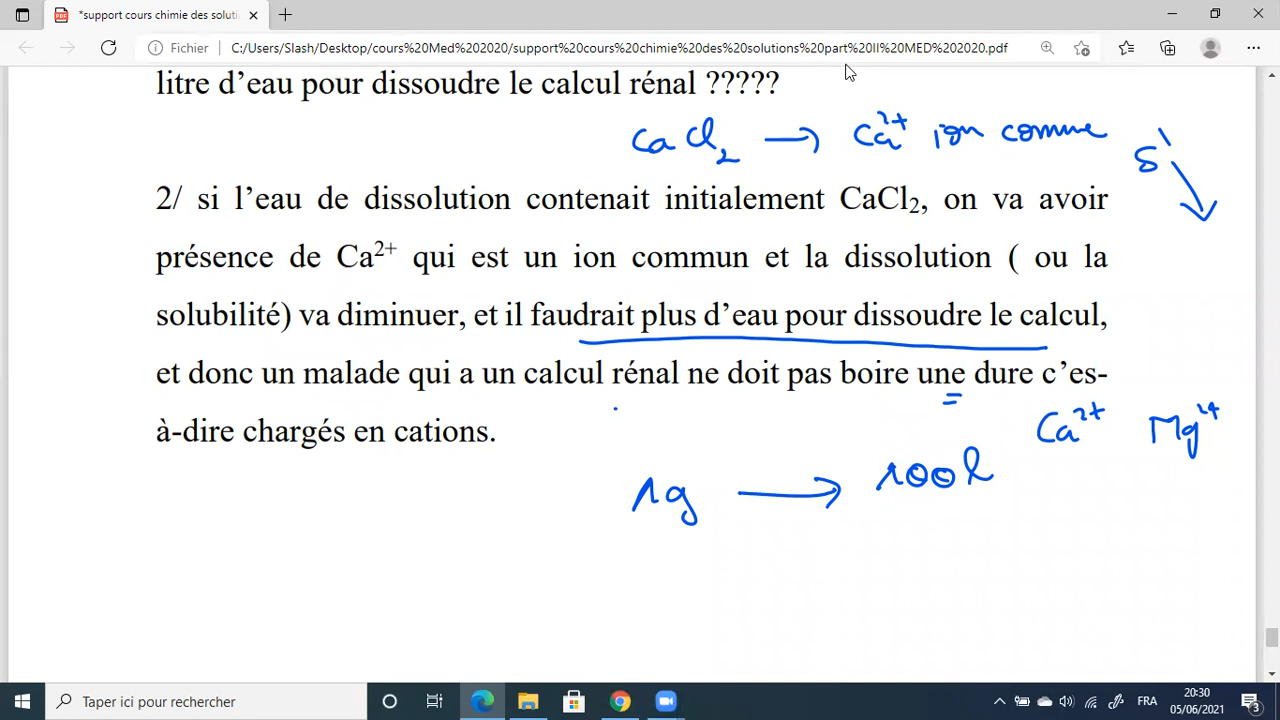 *support cours chimie des soluti
Fichier
C:/Users/Slash/Desktop/cours%20Med%202020/support%20cours%20chimie%20des%20solutions%20part%20II%20MED%202020.pdf
litre d’eau pour dissoudre le calcul rénal ?????
CaCl2 → Ca2+ ion commun
S'
2/ si l’eau de dissolution contenait initialement CaCl2, on va avoir
présence de Ca2+ qui est un ion commun et la dissolution ( ou la
solubilité) va diminuer, et il faudrait plus d’eau pour dissoudre le calcul,
et donc un malade qui a un calcul rénal ne doit pas boire une dure c’es-
à-dire chargés en cations.
Ca2+ Mg2+
1g → 100l
Taper ici pour rechercher
FRA
20:30
05/06/2021
3